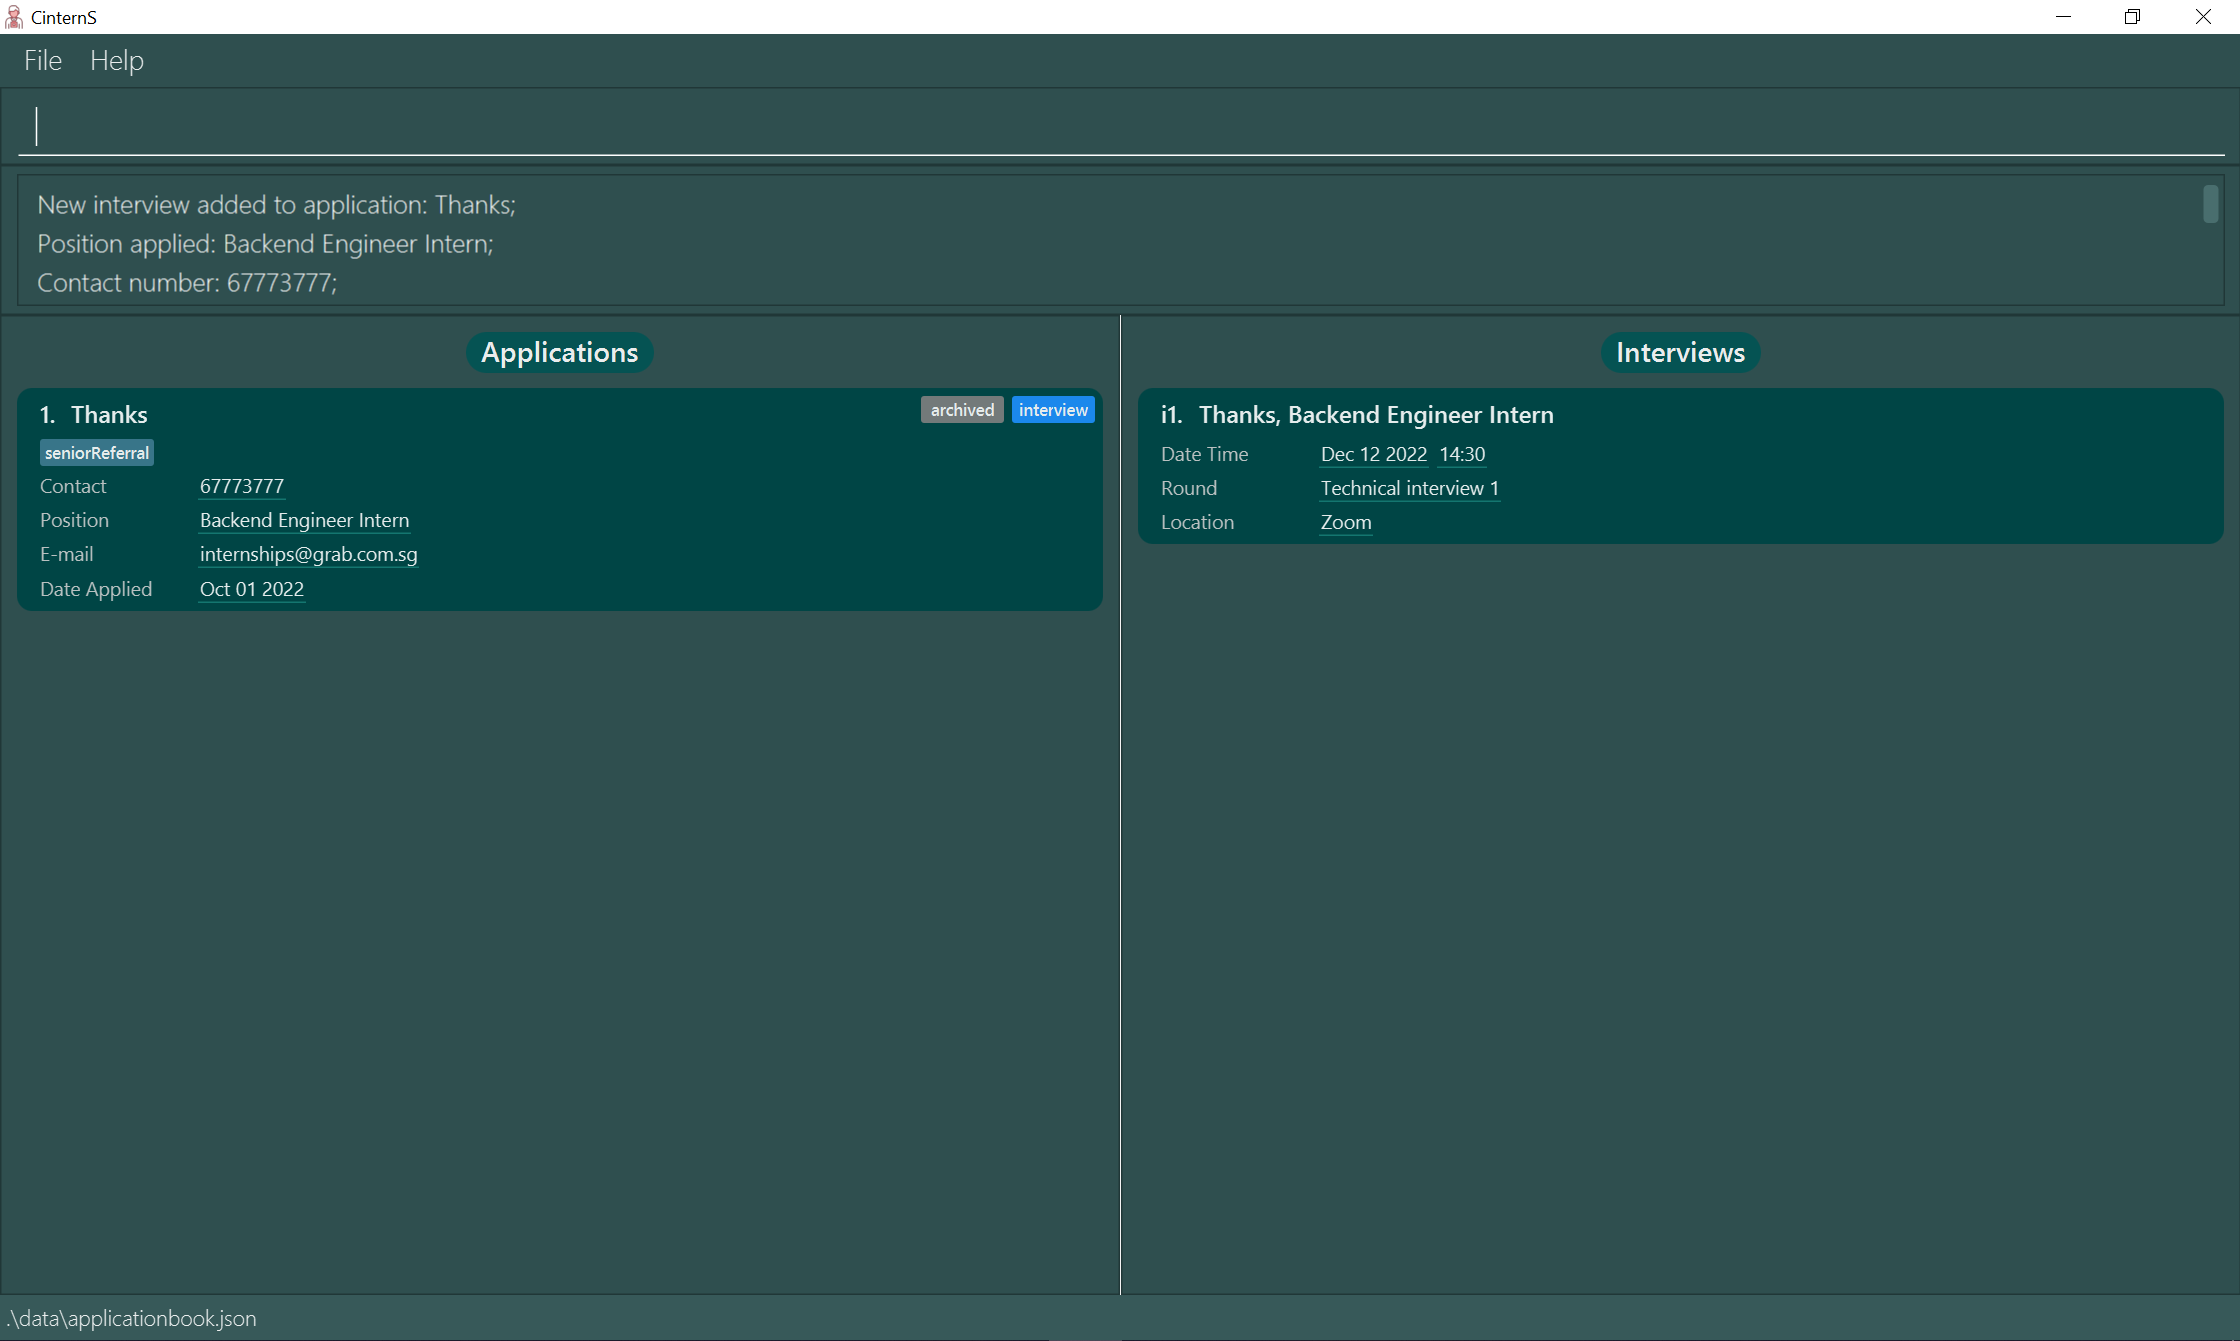 CinternS
File Help
New interview added to application: Thanks;
Position applied: Backend Engineer Intern;
Contact number: 67773777;
Applications
1. Thanks
archived interview
seniorReferral
Contact 67773777
Position Backend Engineer Intern
E-mail internships@grab.com.sg
Date Applied Oct 01 2022
Interviews
i1. Thanks, Backend Engineer Intern
Date Time Dec 12 2022 14:30
Round Technical interview 1
Location Zoom
.\data\applicationbook.json